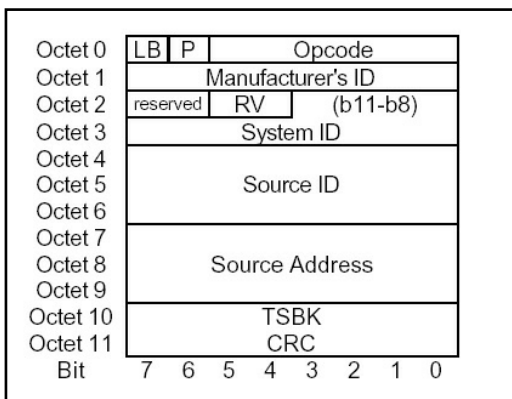 Octet 0 LB P Opcode
Octet 1 Manufacturer's ID
Octet 2 reserved RV (b11-b8)
Octet 3 System ID
Octet 4
Octet 5 Source ID
Octet 6
Octet 7
Octet 8 Source Address
Octet 9
Octet 10 TSBK
Octet 11 CRC
Bit 7 6 5 4 3 2 1 0